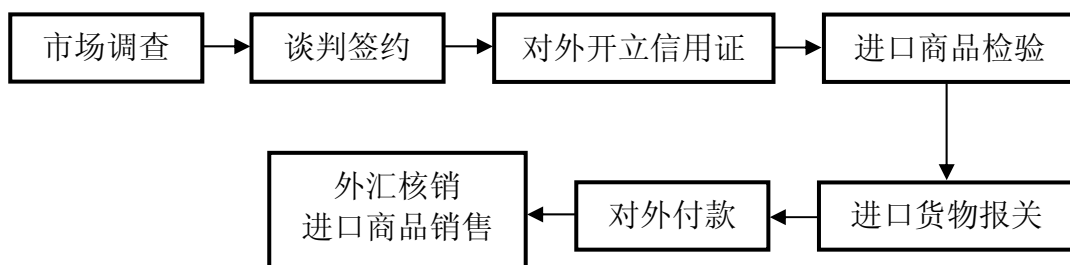 市场调查
谈判签约
对外开立信用证
进口商品检验
进口货物报关
对外付款
外汇核销
进口商品销售